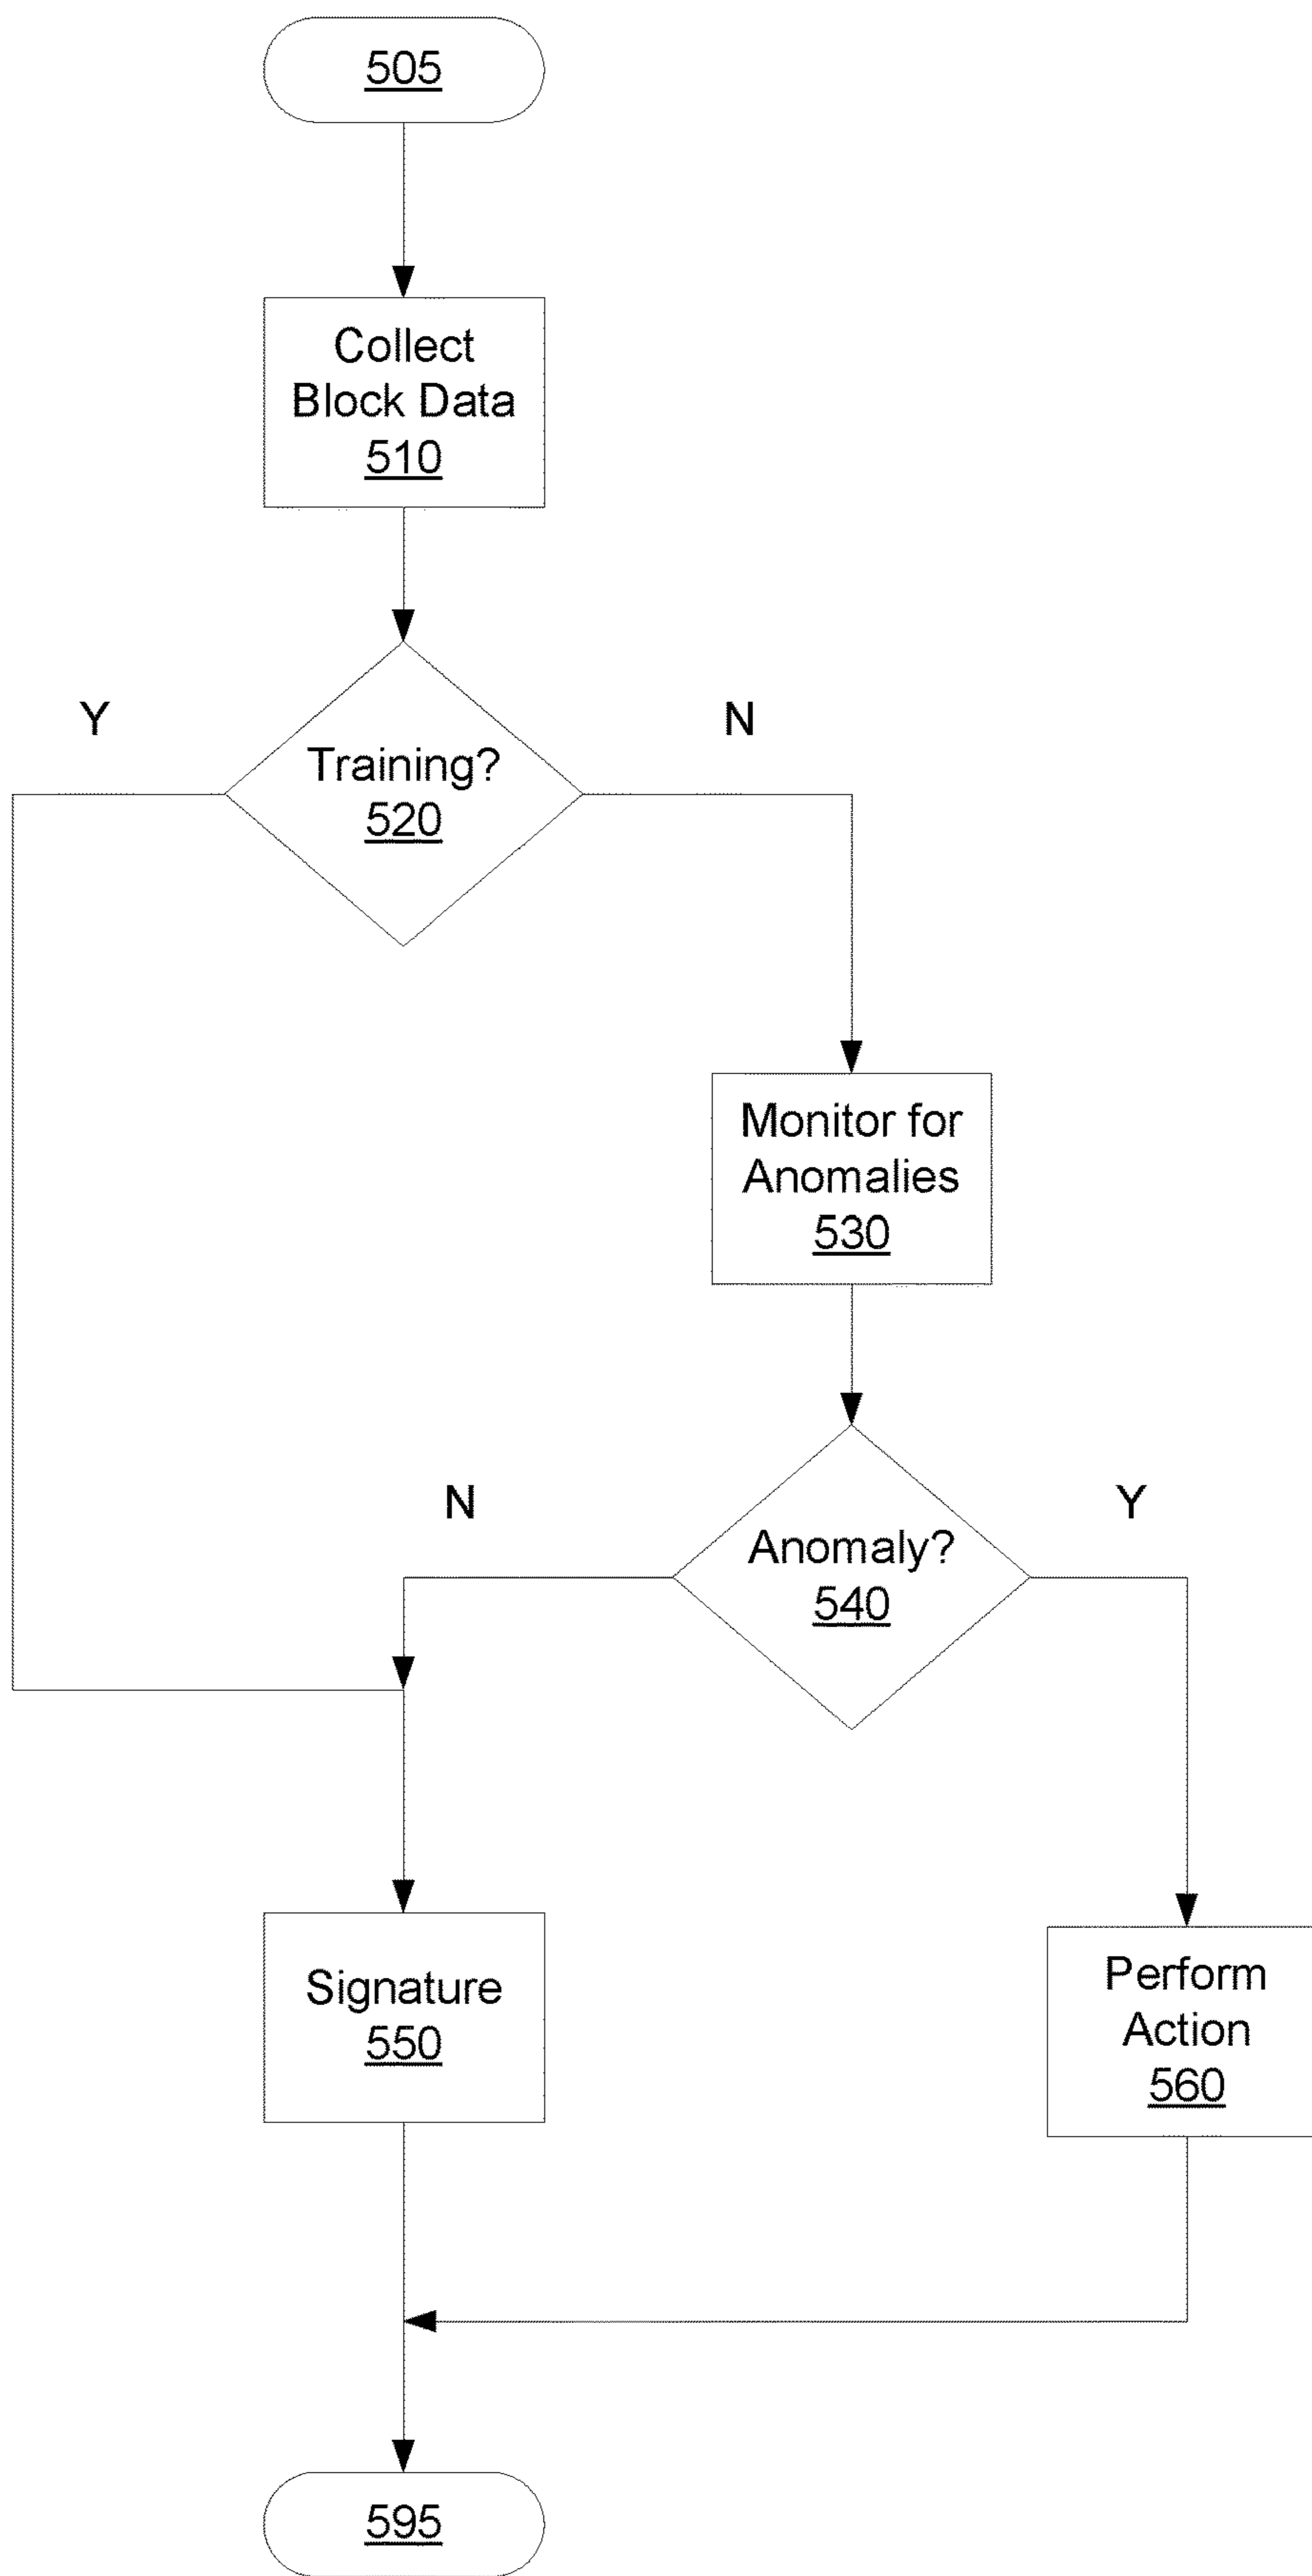 505
Collect
Block Data
510
Y
N
Training?
520
Monitor for
Anomalies
530
N
Y
Anomaly?
540
Signature
550
Perform
Action
560
595